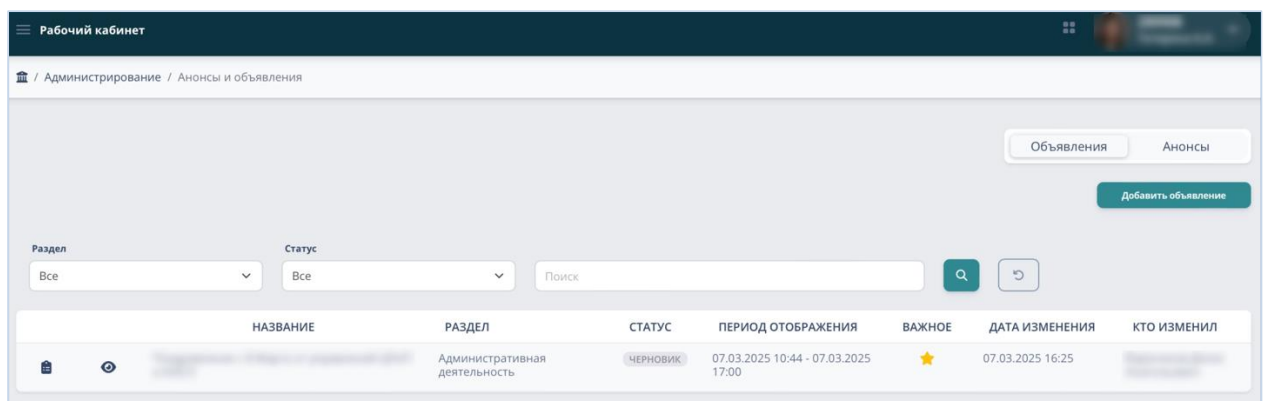 Рабочий кабинет
/ Администрирование / Анонсы и объявления
Объявления Анонсы
Добавить объявление
Раздел Статус
Все Все Поиск
НАЗВАНИЕ РАЗДЕЛ СТАТУС ПЕРИОД ОТОБРАЖЕНИЯ ВАЖНОЕ ДАТА ИЗМЕНЕНИЯ КТО ИЗМЕНИЛ
Административная ЧЕРНОВИК 07.03.2025 10:44 - 07.03.2025 07.03.2025 16:25
деятельность 17:00